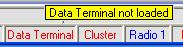 Data Terminal not loaded
Data Terminal Cluster Radio 1